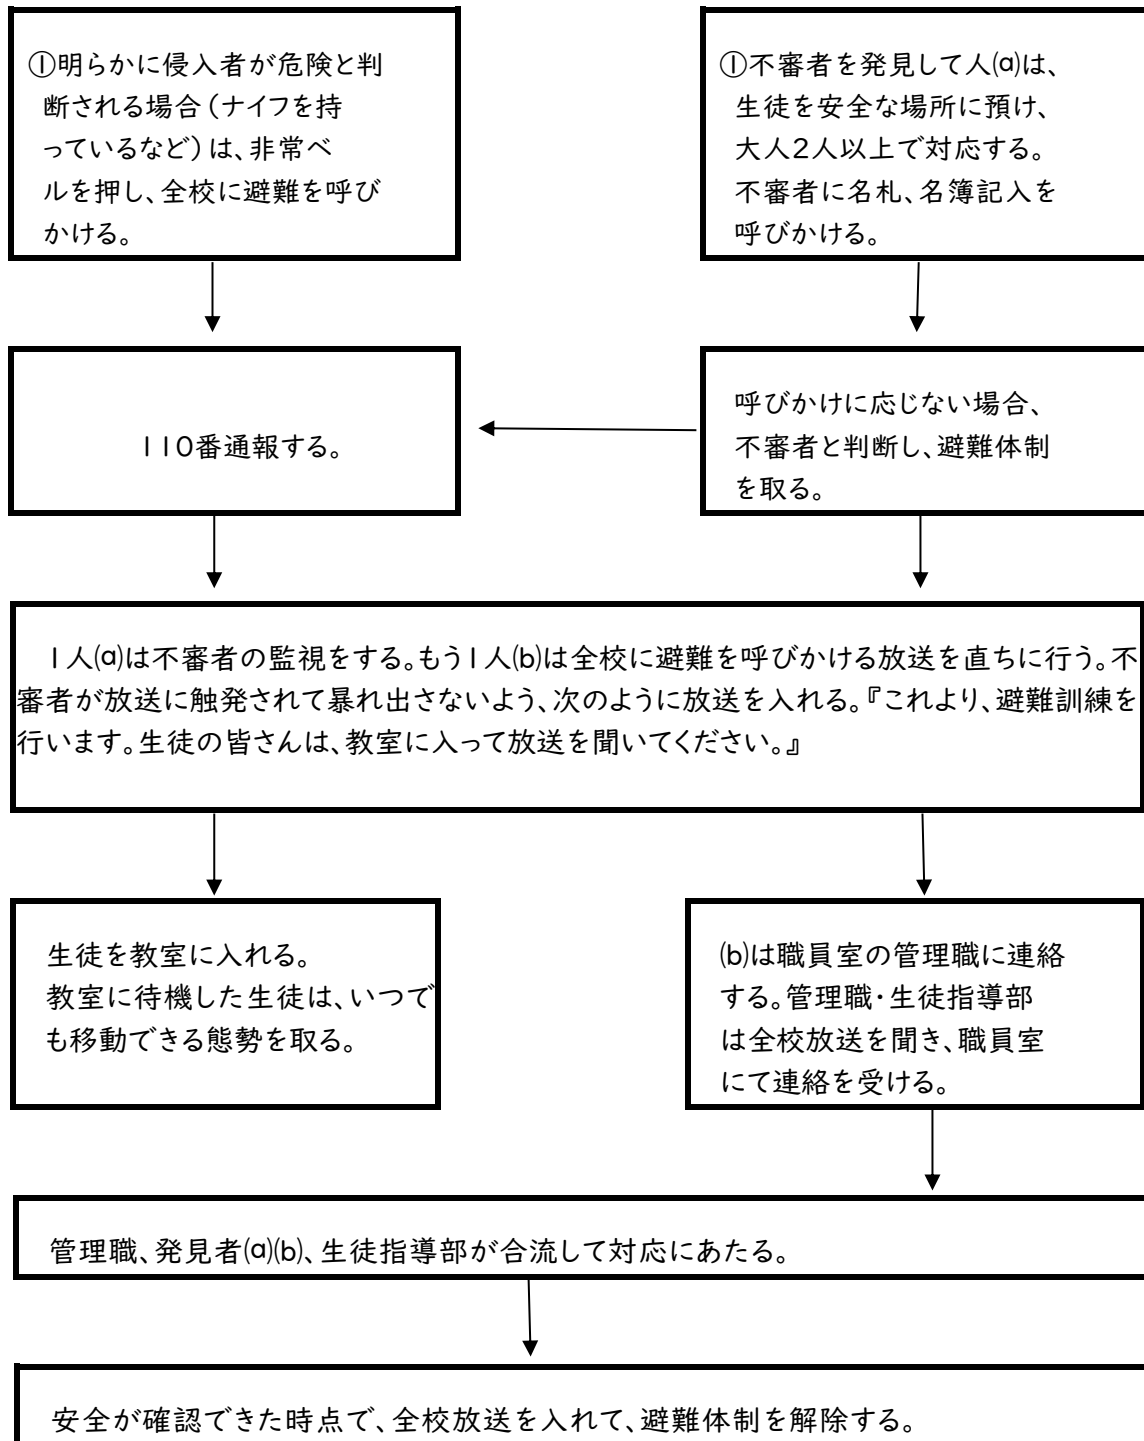 ①明らかに侵入者が危険と判
断される場合（ナイフを持
っているなど）は、非常ベ
ルを押し、全校に避難を呼び
かける。
①不審者を発見して人(a)は、
生徒を安全な場所に預け、
大人2人以上で対応する。
不審者に名札、名簿記入を
呼びかける。
110番通報する。
呼びかけに応じない場合、
不審者と判断し、避難体制
を取る。
1人(a)は不審者の監視をする。もう1人(b)は全校に避難を呼びかける放送を直ちに行う。不
審者が放送に触発されて暴れ出さないよう、次のように放送を入れる。『これより、避難訓練を
行います。生徒の皆さんは、教室に入って放送を聞いてください。』
生徒を教室に入れる。
教室に待機した生徒は、いつで
も移動できる態勢を取る。
(b)は職員室の管理職に連絡
する。管理職・生徒指導部
は全校放送を聞き、職員室
にて連絡を受ける。
管理職、発見者(a)(b)、生徒指導部が合流して対応にあたる。
安全が確認できた時点で、全校放送を入れて、避難体制を解除する。